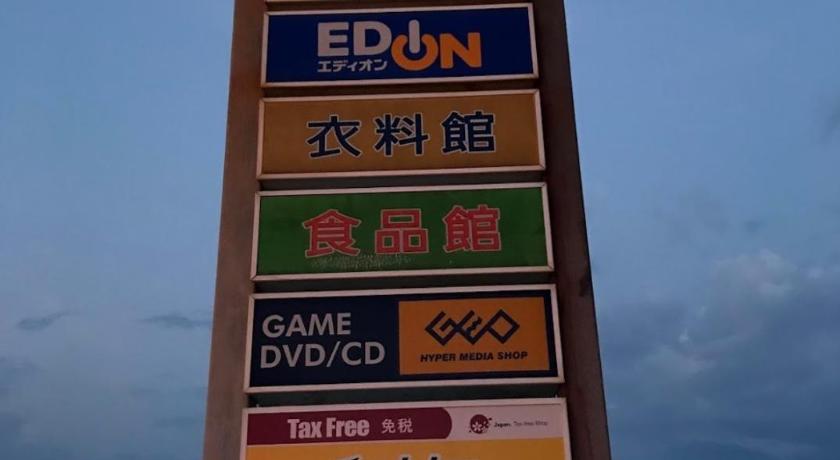 EDION
エディオン
衣料館
食品館
GAME
DVD/CD
GEO
HYPER MEDIA SHOP
Tax Free 免税
Japan. Tax-free Shop